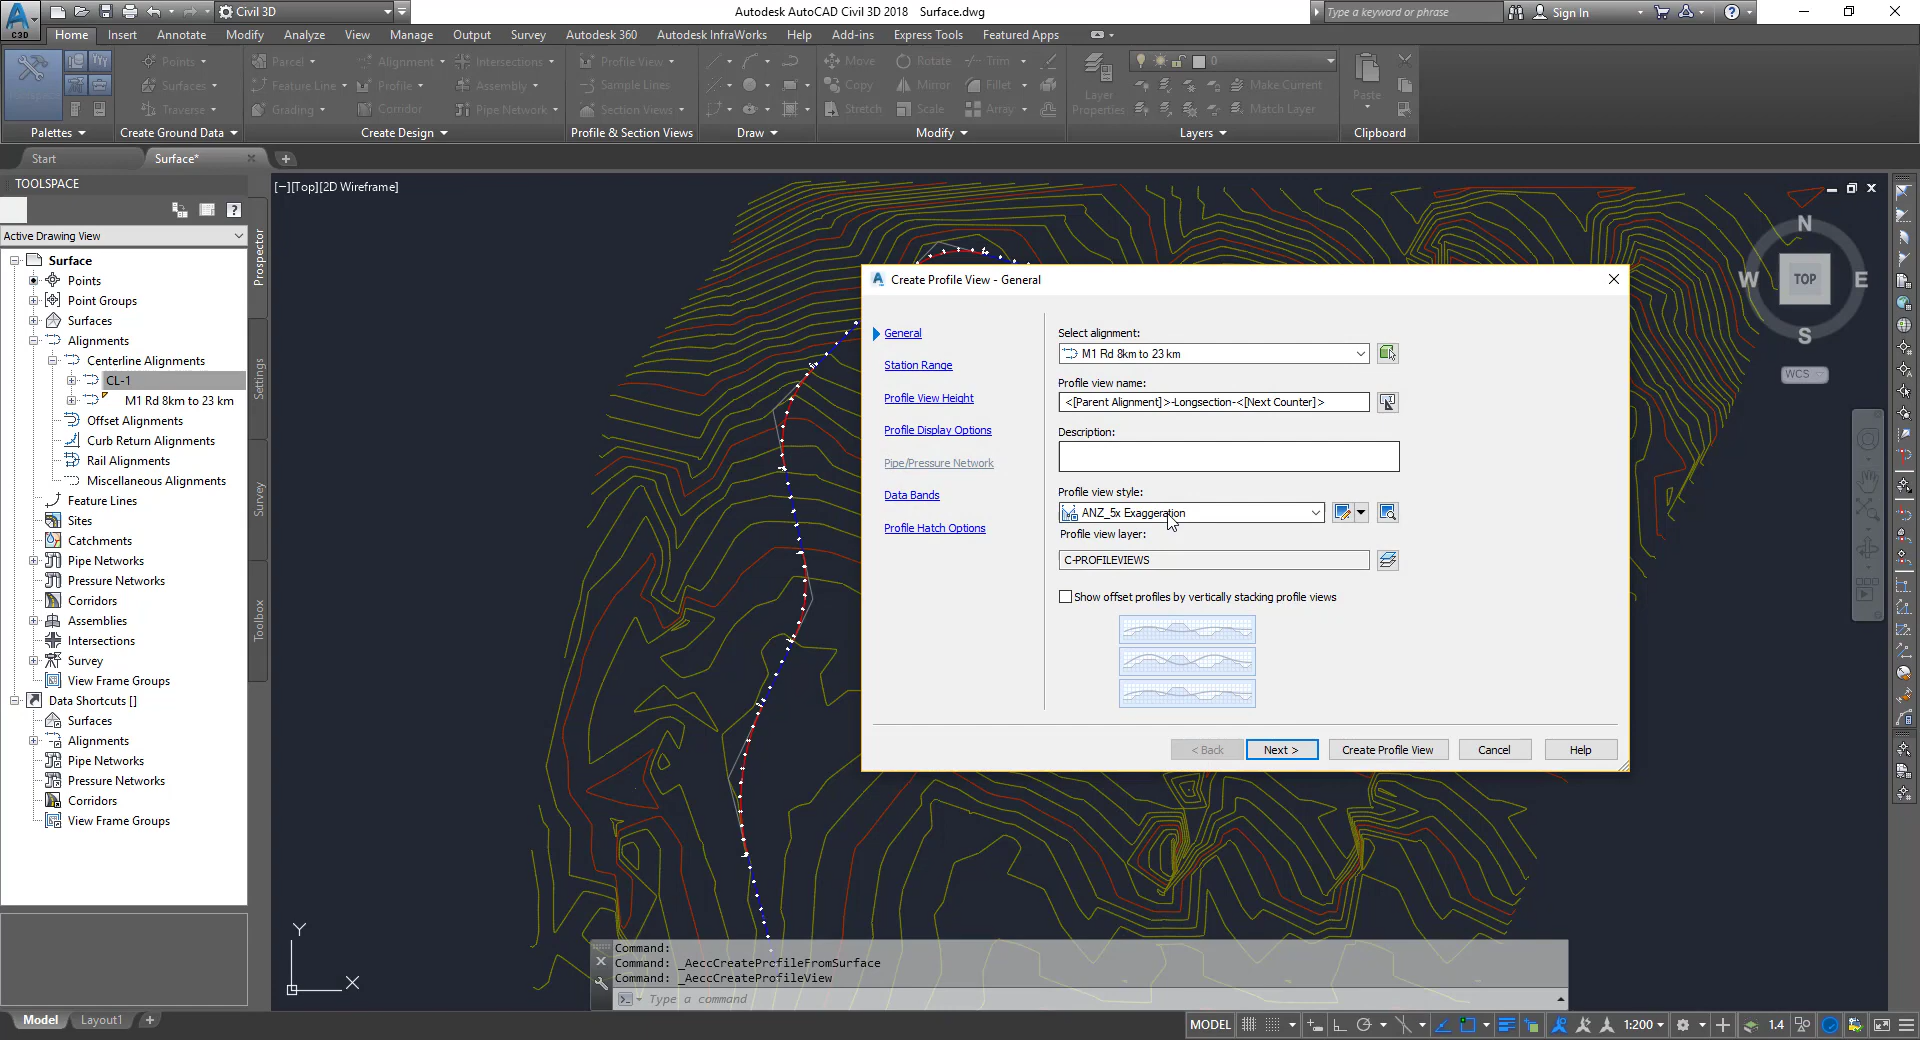 C3D
Civil 3D
Autodesk AutoCAD Civil 3D 2018 Surface.dwg
Type a keyword or phrase
Sign In
Home Insert Annotate Modify Analyze View Manage Output Survey Autodesk 360 Autodesk InfraWorks Help Add-ins Express Tools Featured Apps
Points Parcel Alignment Intersections Profile View Move Rotate Trim 0
Surfaces Feature Line Profile Assembly Sample Lines Copy Mirror Fillet Make Current
Traverse Grading Corridor Pipe Network Section Views Stretch Scale Array Match Layer
Layer Properties
Paste
Palettes Create Ground Data Create Design Profile & Section Views Draw Modify Layers Clipboard
Start Surface*
TOOLSPACE
[−][Top][2D Wireframe]
Active Drawing View
Prospector
Settings
Survey
Toolbox
Surface
Points
Point Groups
Surfaces
Alignments
Centerline Alignments
CL-1
M1 Rd 8km to 23 km
Offset Alignments
Curb Return Alignments
Rail Alignments
Miscellaneous Alignments
Feature Lines
Sites
Catchments
Pipe Networks
Pressure Networks
Corridors
Assemblies
Intersections
Survey
View Frame Groups
Data Shortcuts []
Surfaces
Alignments
Pipe Networks
Pressure Networks
Corridors
View Frame Groups
N
W TOP E
S
WCS
Create Profile View - General
General
Station Range
Profile View Height
Profile Display Options
Pipe/Pressure Network
Data Bands
Profile Hatch Options
Select alignment:
M1 Rd 8km to 23 km
Profile view name:
<[Parent Alignment]>-Longsection-<[Next Counter]>
Description:
Profile view style:
ANZ_5x Exaggeration
Profile view layer:
C-PROFILEVIEWS
Show offset profiles by vertically stacking profile views
< Back Next > Create Profile View Cancel Help
Y
X
Command:
Command: _AeccCreateProfileFromSurface
Command: _AeccCreateProfileView
Type a command
Model Layout1
MODEL 1:200 1.4